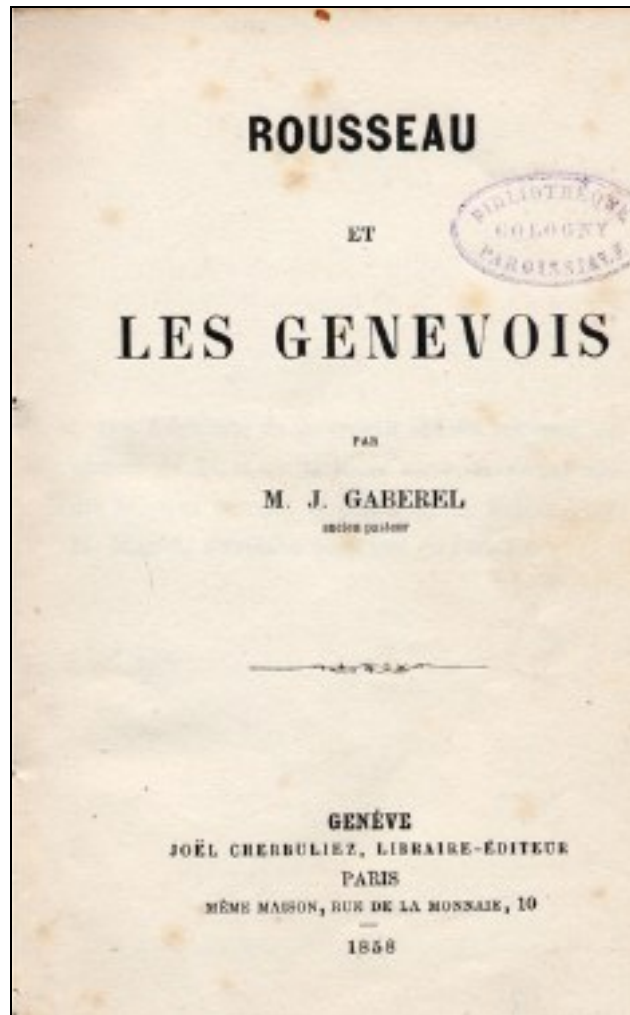 ROUSSEAU
ET
LES GENEVOIS
PAR
M. J. GABEREL
ancien pasteur
BIBLIOTHÈQUE
COLOGNY
PAROISSIALE
GENÈVE
JOËL CHERBULIEZ, LIBRAIRE-ÉDITEUR
PARIS
MÊME MAISON, RUE DE LA MONNAIE, 10
1858